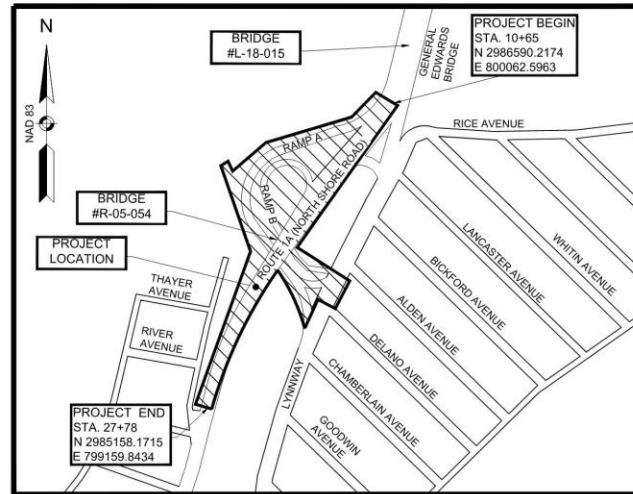 N
NAD 83
BRIDGE
#L-18-015
GENERAL
EDWARDS
BRIDGE
PROJECT BEGIN
STA. 10+65
N 2986590.2174
E 800062.5963
RICE AVENUE
RAMP A
RAMP B
ROUTE 1A (NORTH SHORE ROAD)
BRIDGE
#R-05-054
PROJECT
LOCATION
THAYER
AVENUE
RIVER
AVENUE
WHITIN AVENUE
LANCASTER AVENUE
BICKFORD AVENUE
ALDEN AVENUE
DELANO AVENUE
CHAMBERLAIN AVENUE
GOODWIN
AVENUE
LYNNWAY
PROJECT END
STA. 27+78
N 2985158.1715
E 799159.8434